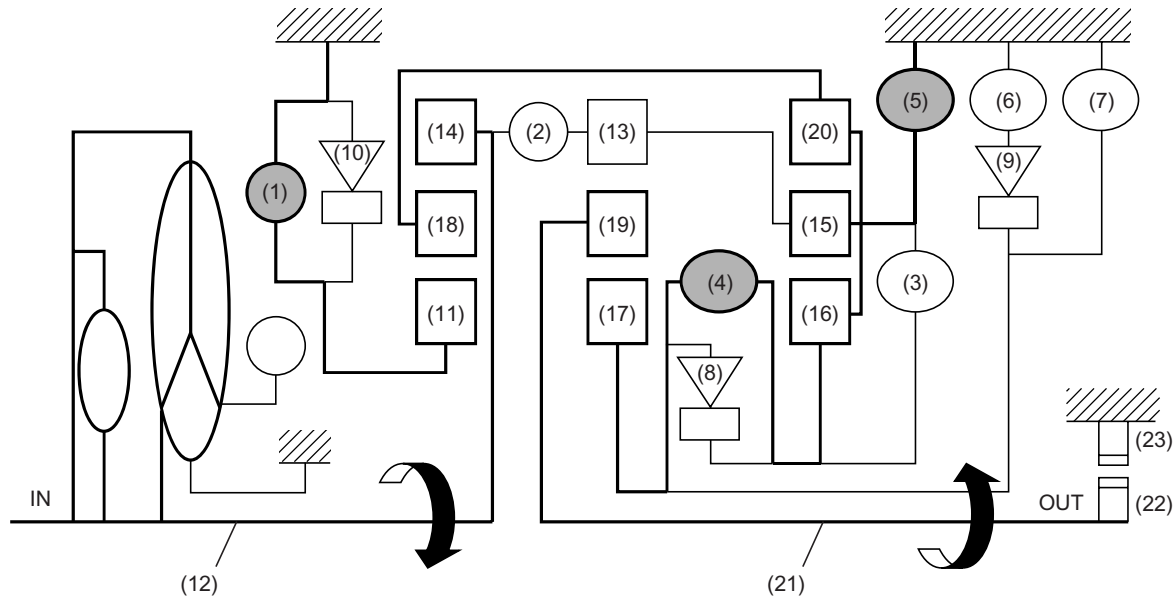 (5) (6) (7)
(14) (2) (13) (20)
(10) (9)
(1)
(18) (19) (15)
(4) (3)
(11) (17) (16)
(8)
(23)
IN OUT (22)
(12) (21)